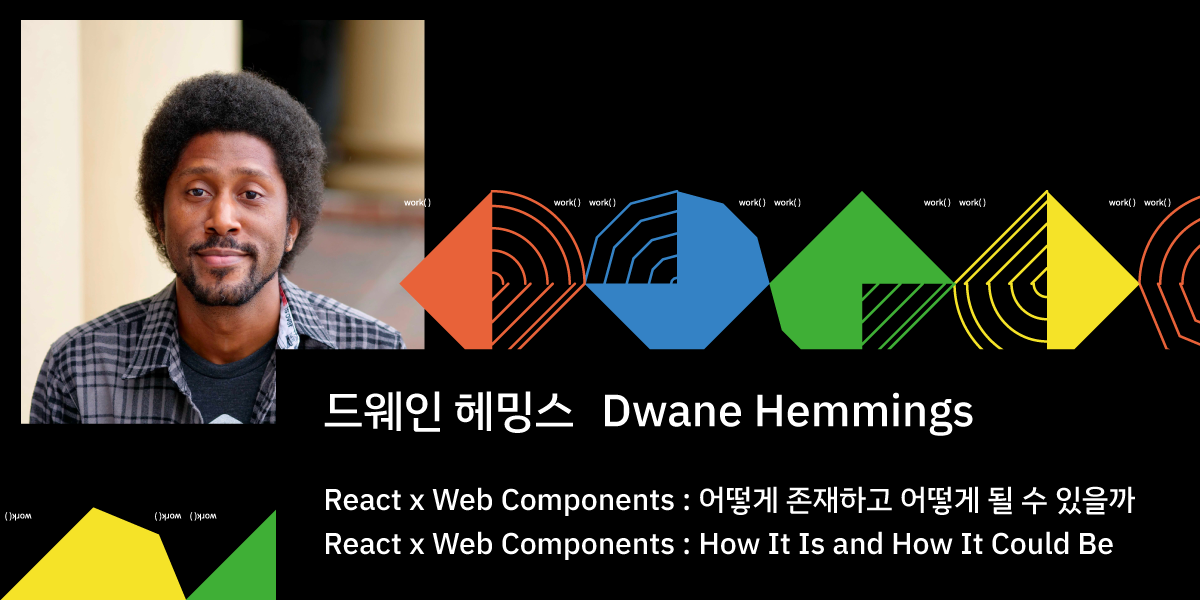 work( )
work( ) work( )
work( ) work( )
work( ) work( )
work( ) work( )
드웨인 헤밍스 Dwane Hemmings
React x Web Components : 어떻게 존재하고 어떻게 될 수 있을까
React x Web Components : How It Is and How It Could Be
work( )
work( ) work( )